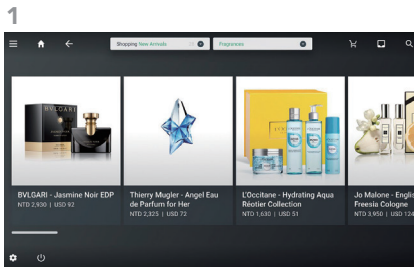 1
Shopping New Arrivals
Fragrances
BVLGARI
BVLGARI - Jasmine Noir EDP
NTD 2,930 | USD 92
Thierry Mugler - Angel Eau
de Parfum for Her
NTD 2,325 | USD 72
L'Occitane - Hydrating Aqua
Réotier Collection
NTD 1,630 | USD 51
Jo Malone - Englis
Freesia Cologne
NTD 3,950 | USD 124